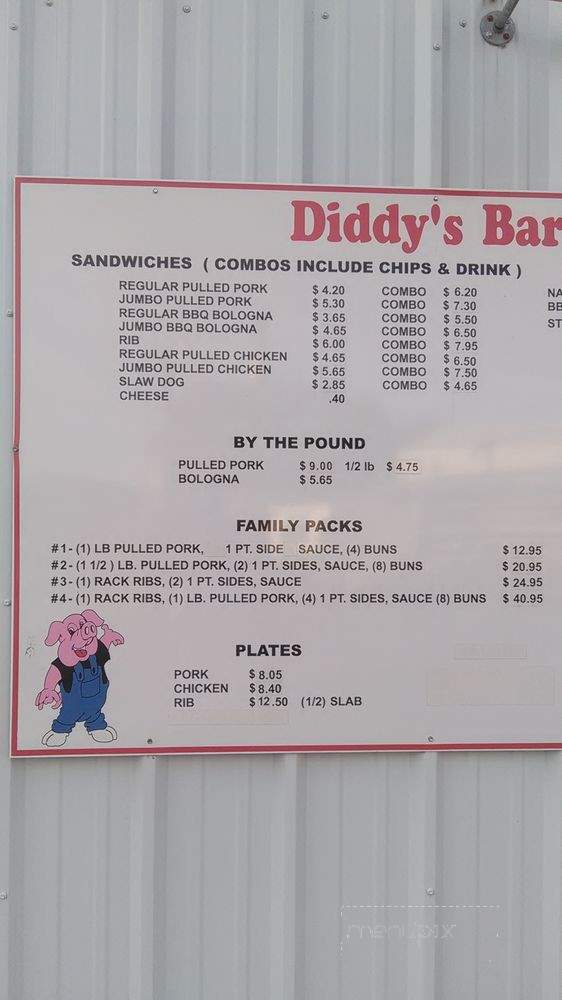 Diddy's Bar
SANDWICHES ( COMBOS INCLUDE CHIPS & DRINK )
REGULAR PULLED PORK $ 4.20 COMBO $ 6.20 NA
JUMBO PULLED PORK $ 5.30 COMBO $ 7.30 BB
REGULAR BBQ BOLOGNA $ 3.65 COMBO $ 5.50 ST
JUMBO BBQ BOLOGNA $ 4.65 COMBO $ 6.50
RIB $ 6.00 COMBO $ 7.95
REGULAR PULLED CHICKEN $ 4.65 COMBO $ 6.50
JUMBO PULLED CHICKEN $ 5.65 COMBO $ 7.50
SLAW DOG $ 2.85 COMBO $ 4.65
CHEESE .40
BY THE POUND
PULLED PORK $ 9.00 1/2 lb $ 4.75
BOLOGNA $ 5.65
FAMILY PACKS
#1- (1) LB PULLED PORK, 1 PT. SIDE SAUCE, (4) BUNS $ 12.95
#2- (1 1/2 ) LB. PULLED PORK, (2) 1 PT. SIDES, SAUCE, (8) BUNS $ 20.95
#3- (1) RACK RIBS, (2) 1 PT. SIDES, SAUCE $ 24.95
#4- (1) RACK RIBS, (1) LB. PULLED PORK, (4) 1 PT. SIDES, SAUCE (8) BUNS $ 40.95
PLATES
PORK $ 8.05
CHICKEN $ 8.40
RIB $ 12.50 (1/2) SLAB
menupix